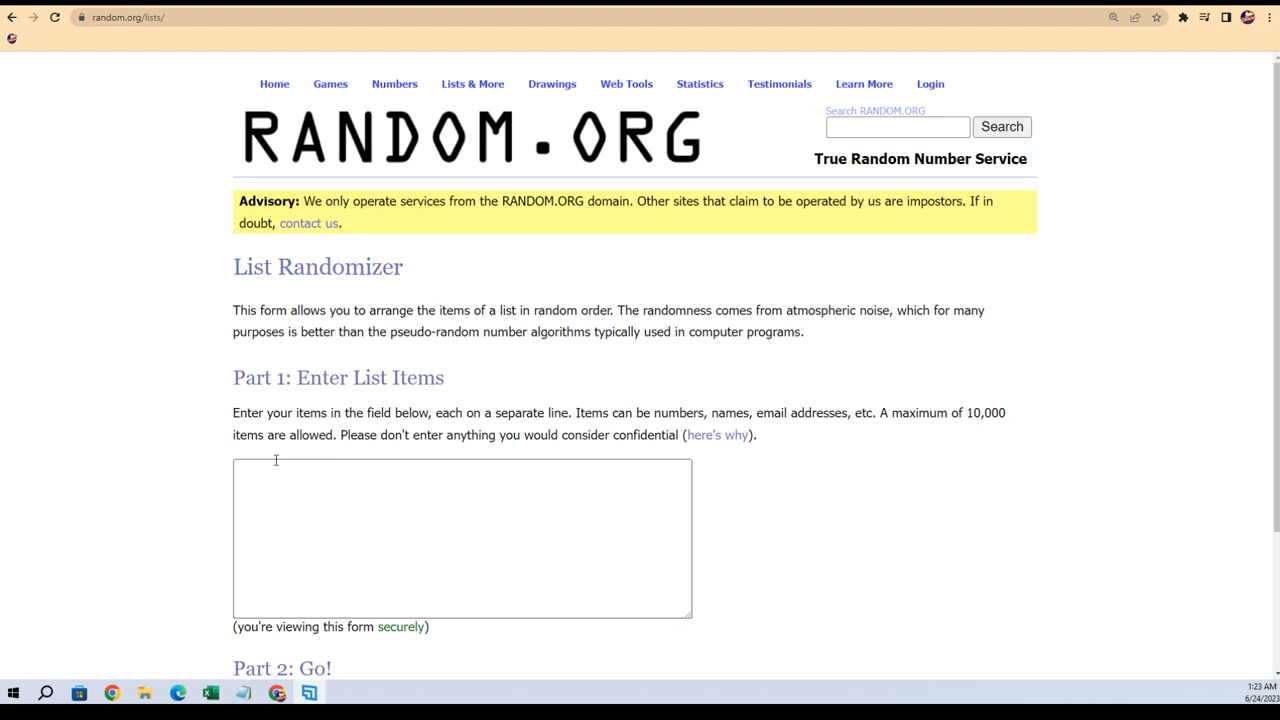 random.org/lists/
Home Games Numbers Lists & More Drawings Web Tools Statistics Testimonials Learn More Login
RANDOM.ORG
Search RANDOM.ORG
Search
True Random Number Service
Advisory: We only operate services from the RANDOM.ORG domain. Other sites that claim to be operated by us are impostors. If in
doubt, contact us.
List Randomizer
This form allows you to arrange the items of a list in random order. The randomness comes from atmospheric noise, which for many
purposes is better than the pseudo-random number algorithms typically used in computer programs.
Part 1: Enter List Items
Enter your items in the field below, each on a separate line. Items can be numbers, names, email addresses, etc. A maximum of 10,000
items are allowed. Please don't enter anything you would consider confidential (here's why).
(you're viewing this form securely)
Part 2: Go!
1:23 AM
6/24/2023